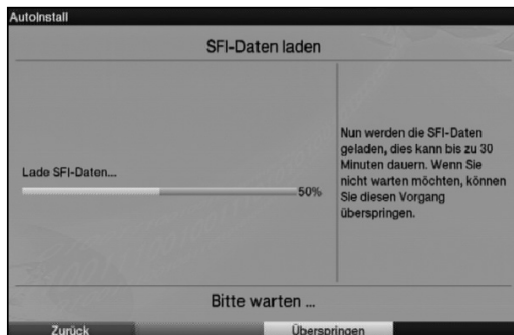 Autoinstall
SFI-Daten laden
Nun werden die SFI-Daten
geladen, dies kann bis zu 30
Minuten dauern. Wenn Sie
nicht warten möchten, können
Sie diesen Vorgang
überspringen.
Lade SFI-Daten...
50%
Bitte warten ...
Zurück
Überspringen